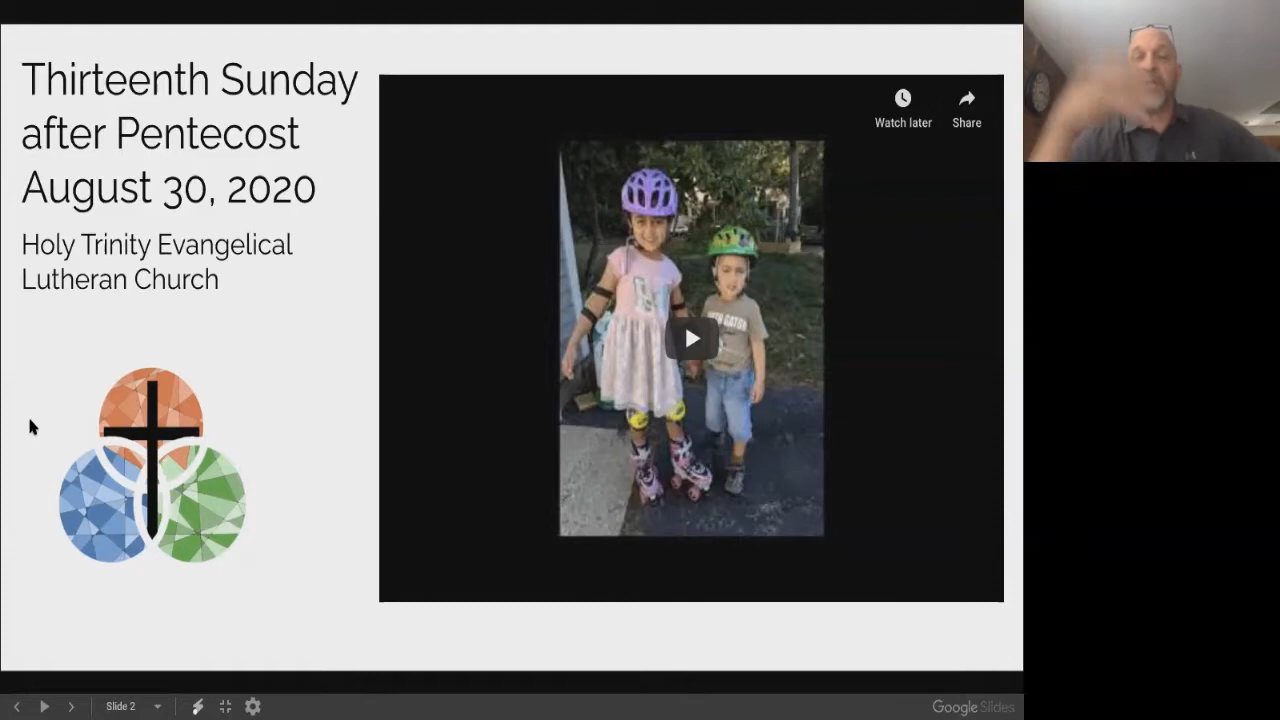 Thirteenth Sunday
after Pentecost
August 30, 2020
Holy Trinity Evangelical
Lutheran Church
Watch later
Share
Slide 2
Google Slides